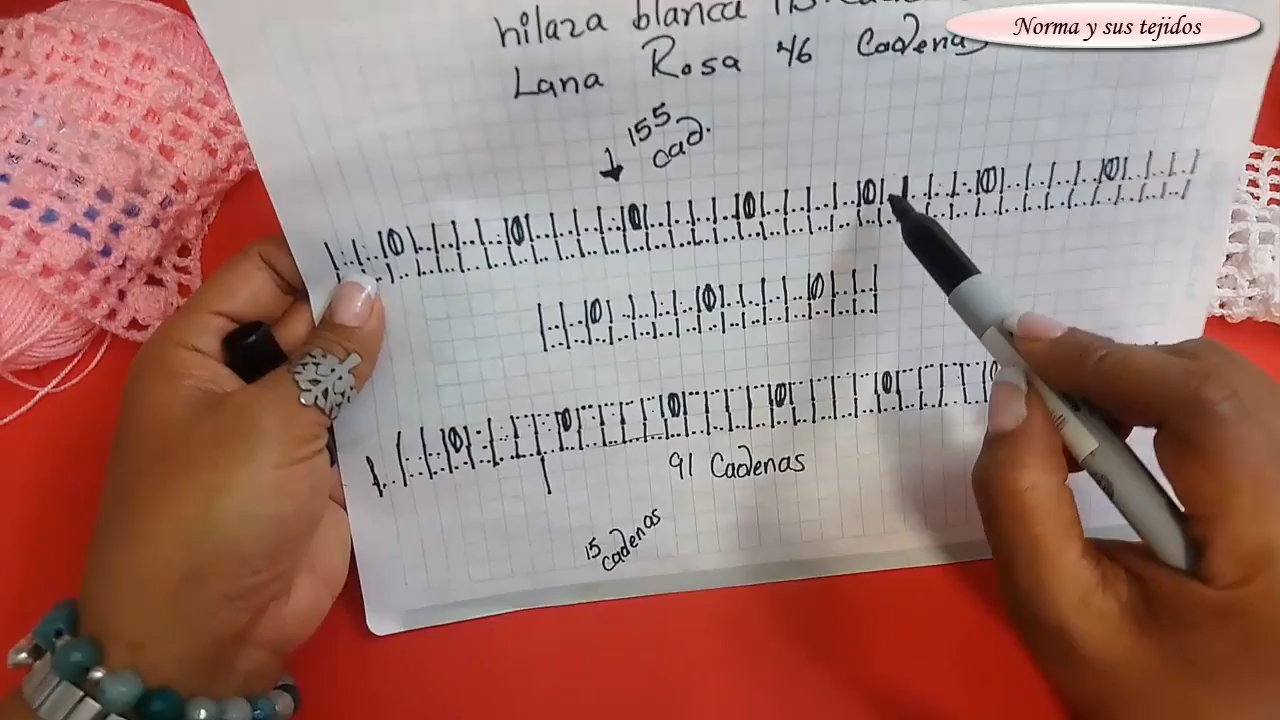 hilaza blanca
Norma y sus tejidos
Lana Rosa 46 Cadenas
155
cad.
91 Cadenas
15
cadenas